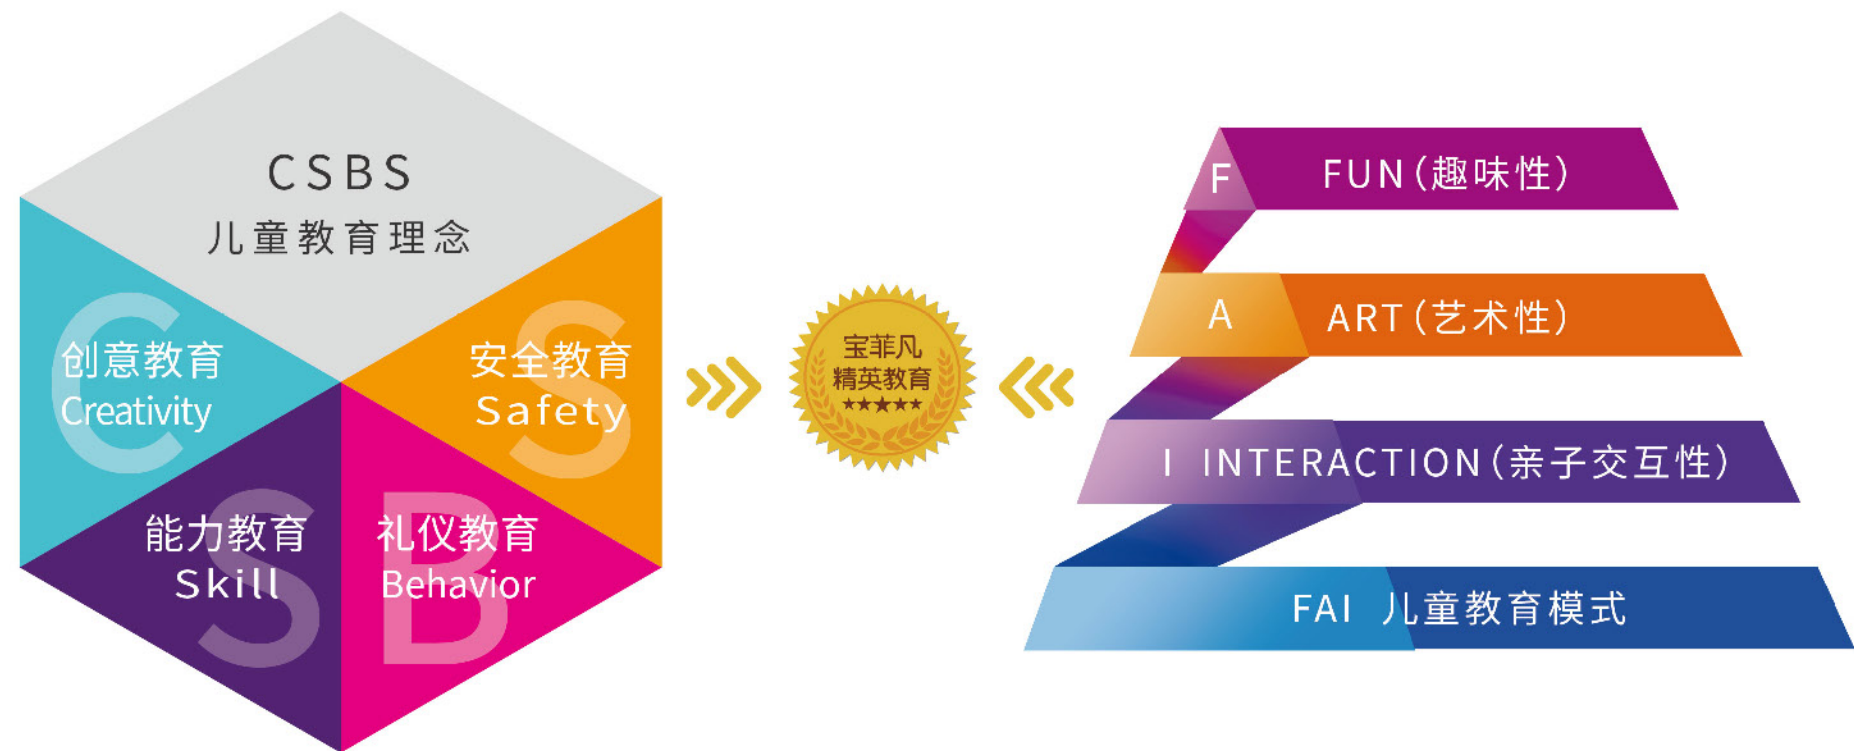 CSBS
儿童教育理念
C
创意教育
Creativity
S
能力教育
Skill
B
礼仪教育
Behavior
S
安全教育
Safety
宝菲凡
精英教育
F FUN(趣味性)
A ART(艺术性)
I INTERACTION(亲子交互性)
FAI 儿童教育模式